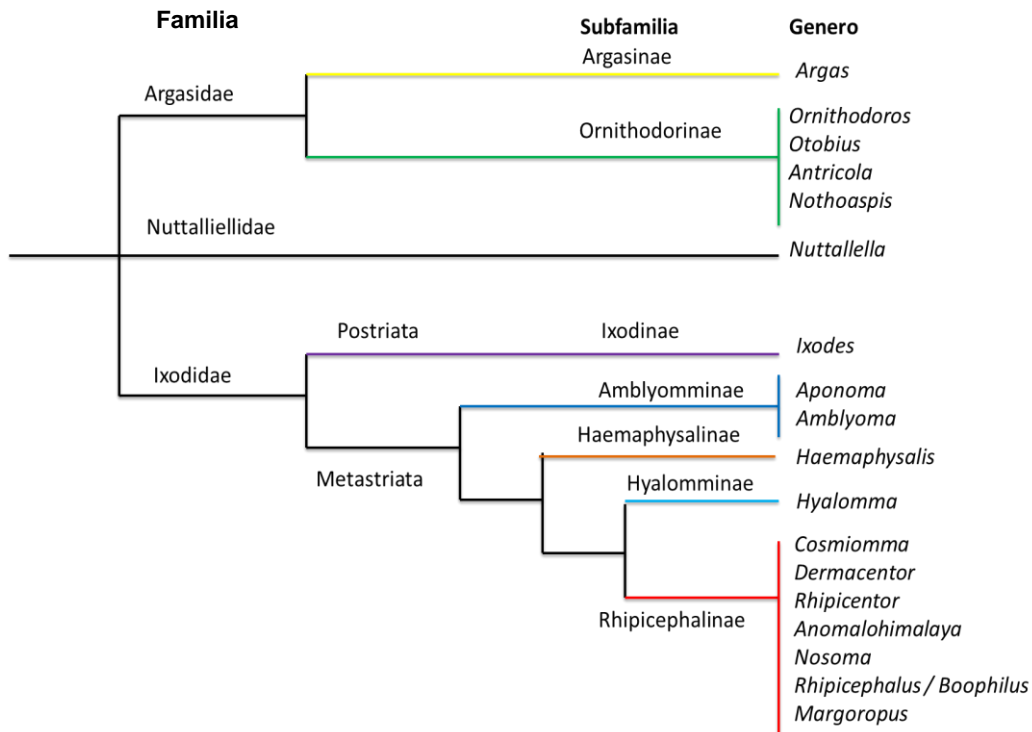 Familia
Subfamilia
Genero
Argasinae
Argas
Argasidae
Ornithodoros
Ornithodorinae
Otobius
Antricola
Nothoaspis
Nuttalliellidae
Nuttallella
Postriata
Ixodinae
Ixodes
Ixodidae
Amblyomminae
Aponoma
Amblyoma
Haemaphysalinae
Haemaphysalis
Metastriata
Hyalomminae
Hyalomma
Cosmiomma
Dermacentor
Rhipicentor
Rhipicephalinae
Anomalohimalaya
Nosoma
Rhipicephalus / Boophilus
Margoropus